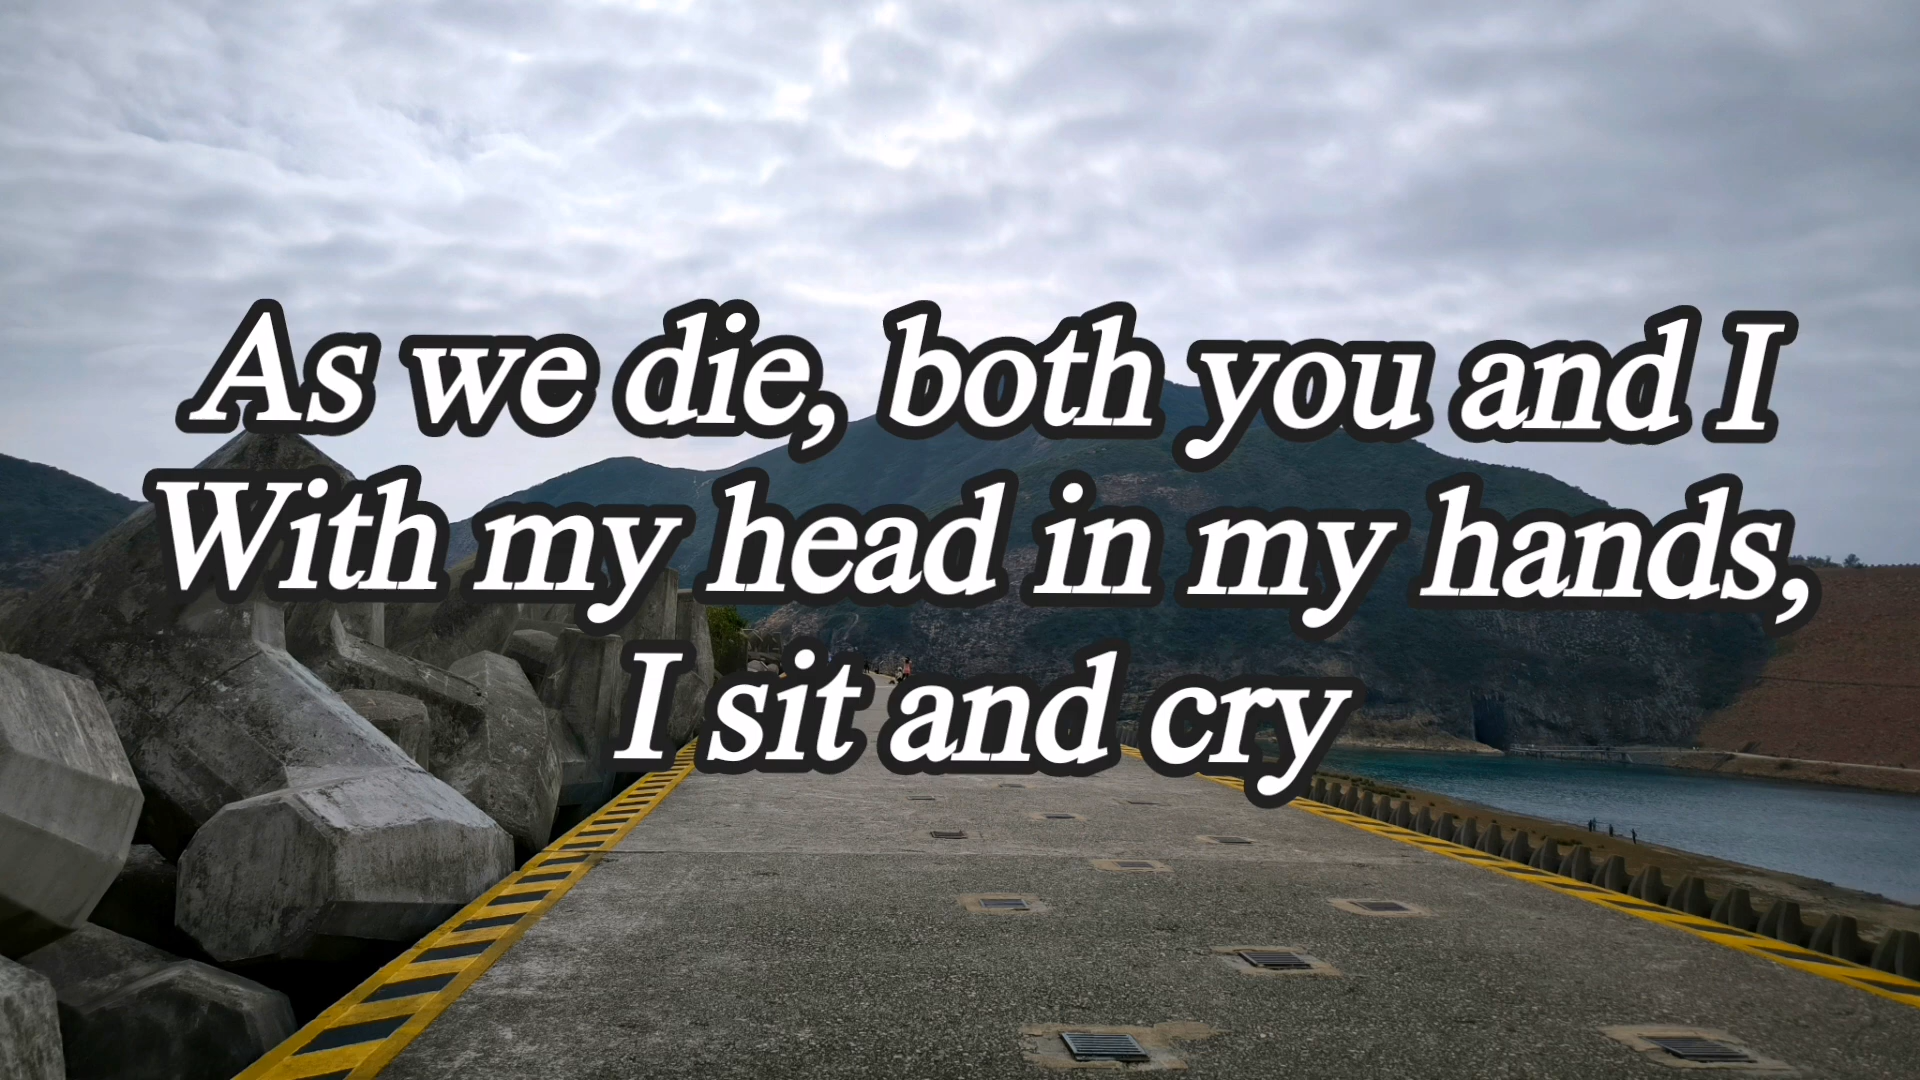 As we die, both you and I
With my head in my hands,
I sit and cry